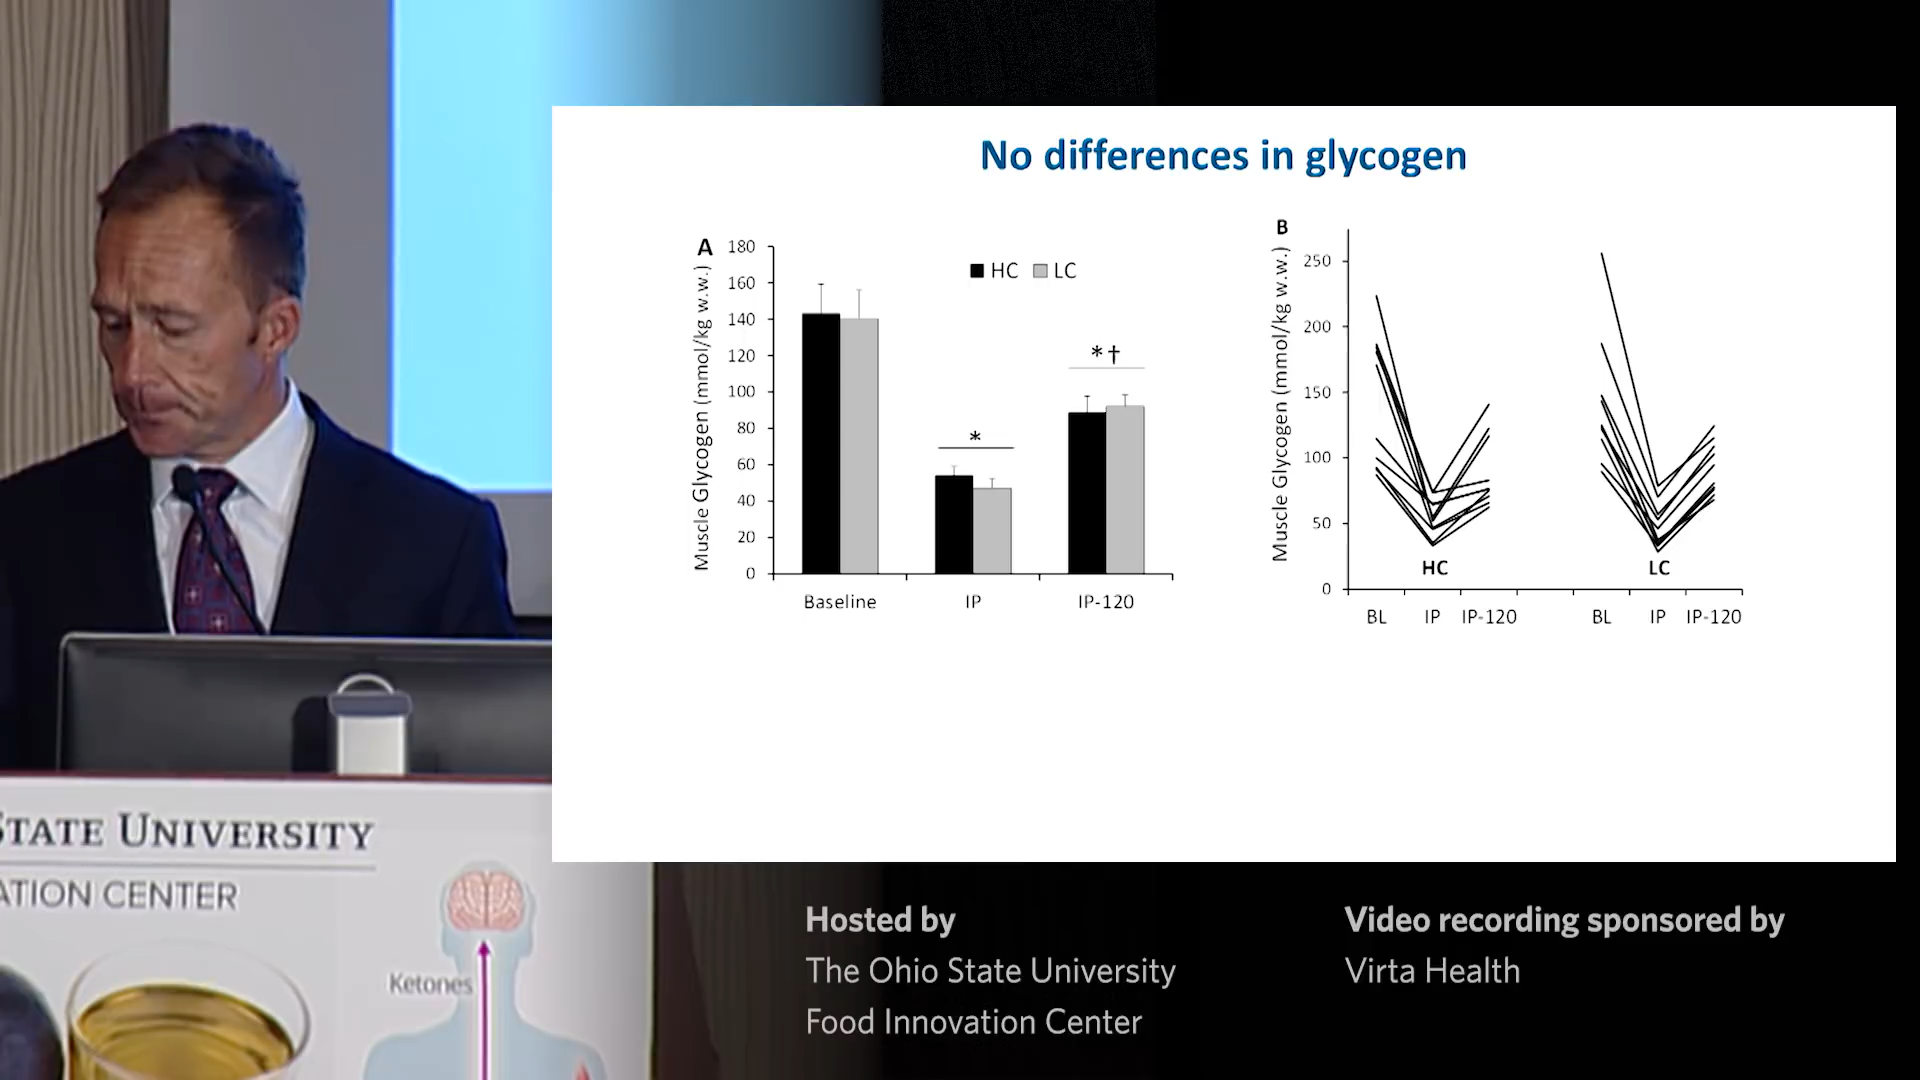 No differences in glycogen
A
Muscle Glycogen (mmol/kg w.w.)
180
160
140
120
100
80
60
40
20
0
HC LC
*
* †
Baseline IP IP-120
B
Muscle Glycogen (mmol/kg w.w.)
250
200
150
100
50
0
HC LC
BL IP IP-120 BL IP IP-120
STATE UNIVERSITY
ATION CENTER
Ketones
Hosted by
The Ohio State University
Food Innovation Center
Video recording sponsored by
Virta Health